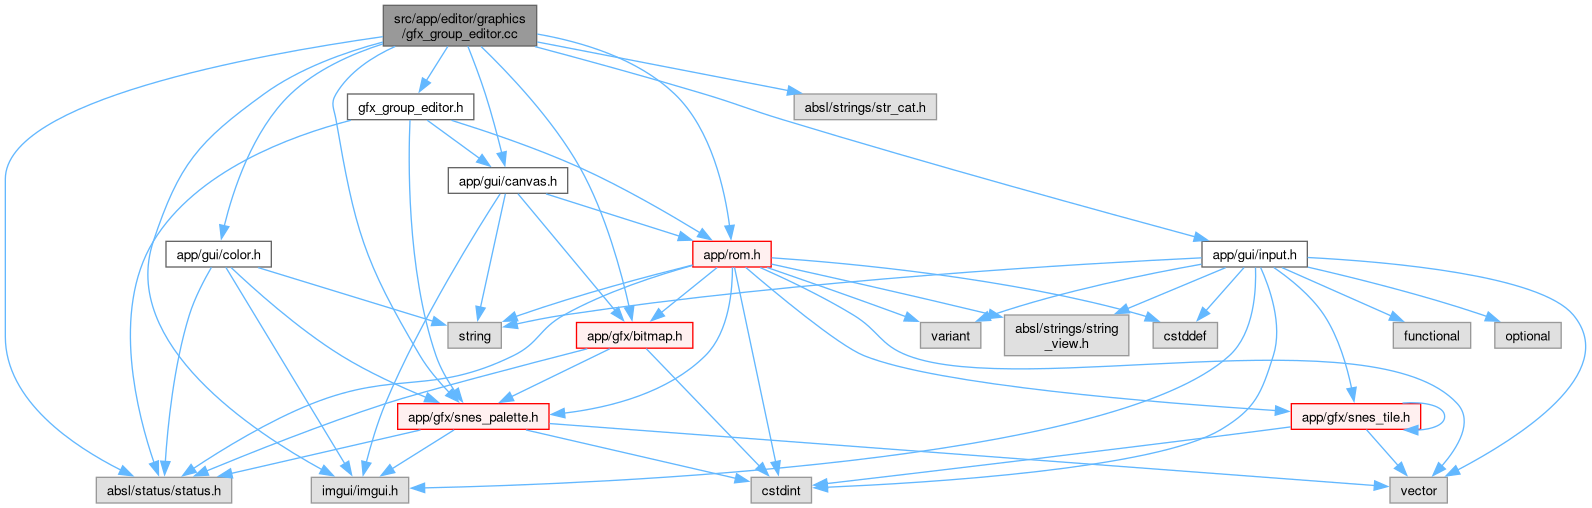 src/app/editor/graphics
/gfx_group_editor.cc
gfx_group_editor.h
absl/strings/str_cat.h
app/gui/canvas.h
app/gui/color.h
app/rom.h
app/gui/input.h
string
app/gfx/bitmap.h
variant
absl/strings/string
_view.h
cstddef
functional
optional
app/gfx/snes_palette.h
app/gfx/snes_tile.h
absl/status/status.h
imgui/imgui.h
cstdint
vector